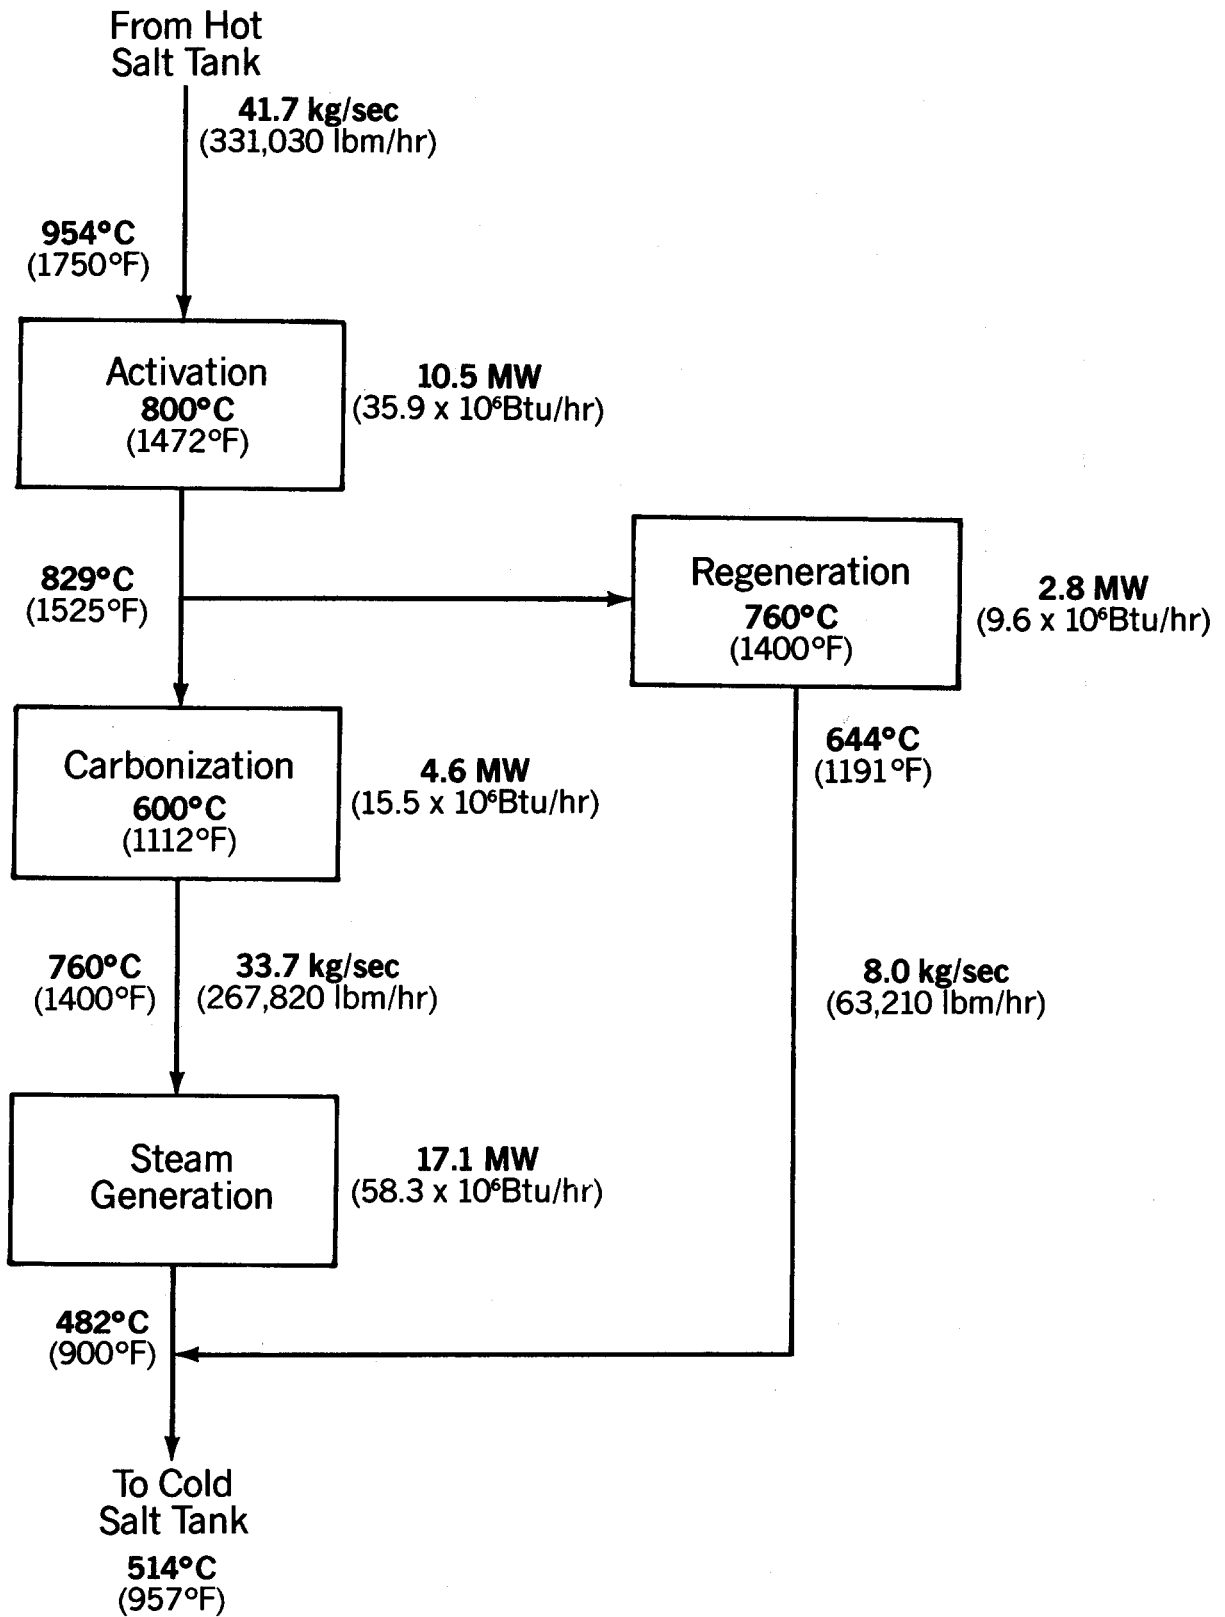 From Hot
Salt Tank
41.7 kg/sec
(331,030 lbm/hr)
954°C
(1750°F)
Activation
800°C
(1472°F)
10.5 MW
(35.9 x 10⁶Btu/hr)
829°C
(1525°F)
Regeneration
760°C
(1400°F)
2.8 MW
(9.6 x 10⁶Btu/hr)
Carbonization
600°C
(1112°F)
4.6 MW
(15.5 x 10⁶Btu/hr)
644°C
(1191°F)
760°C
(1400°F)
33.7 kg/sec
(267,820 lbm/hr)
8.0 kg/sec
(63,210 lbm/hr)
Steam
Generation
17.1 MW
(58.3 x 10⁶Btu/hr)
482°C
(900°F)
To Cold
Salt Tank
514°C
(957°F)